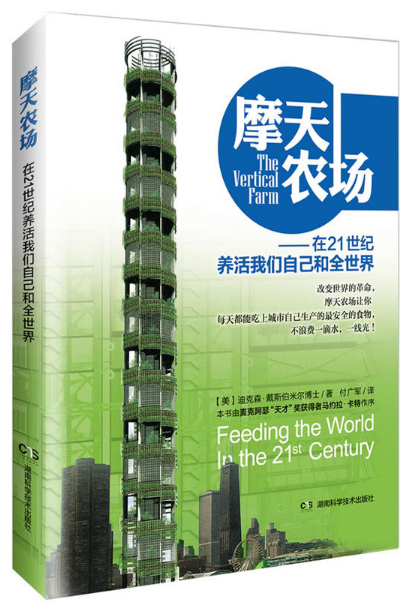 摩天农场
在21世纪养活我们自己和全世界
CS
湖南科学技术出版社
摩天
农场
The
Vertical
Farm
——在21世纪
养活我们自己和全世界
改变世界的革命，
摩天农场让你
每天都能吃上城市自己生产的最安全的食物，
不浪费一滴水，一线光！
【美】迪克森·戴斯伯米尔博士／著 付广军／译
本书由麦克阿瑟“天才”奖获得者马约拉·卡特作序
Feeding the World
In the 21st Century
CS 湖南科学技术出版社